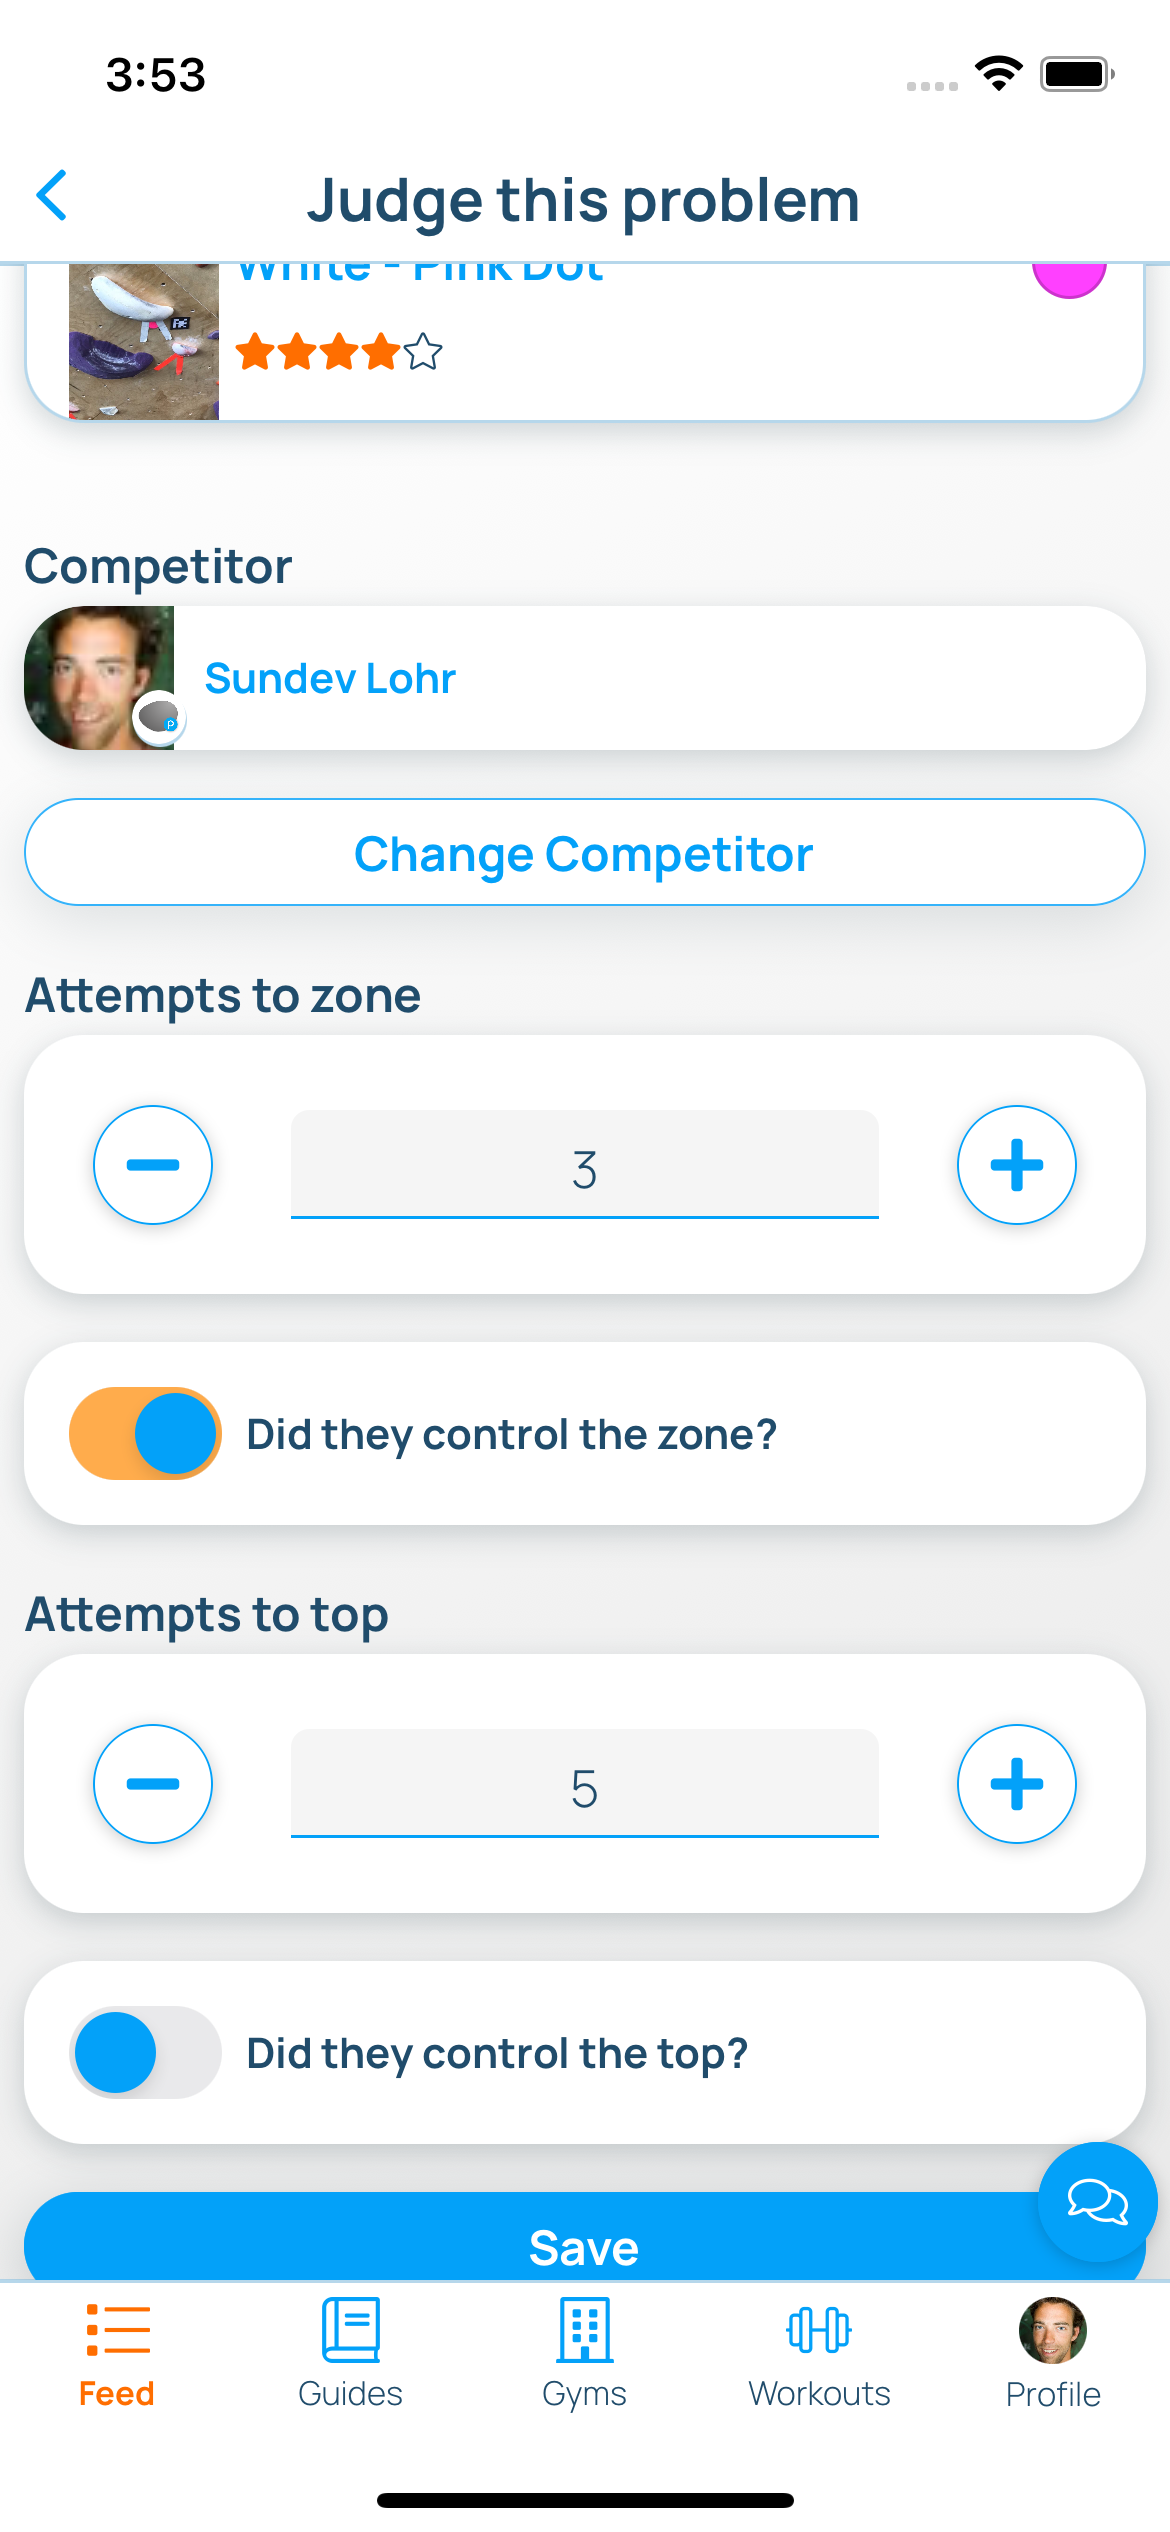 3:53
Judge this problem
White - Pink Dot
Competitor
Sundev Lohr
Change Competitor
Attempts to zone
3
Did they control the zone?
Attempts to top
5
Did they control the top?
Save
Feed
Guides
Gyms
Workouts
Profile